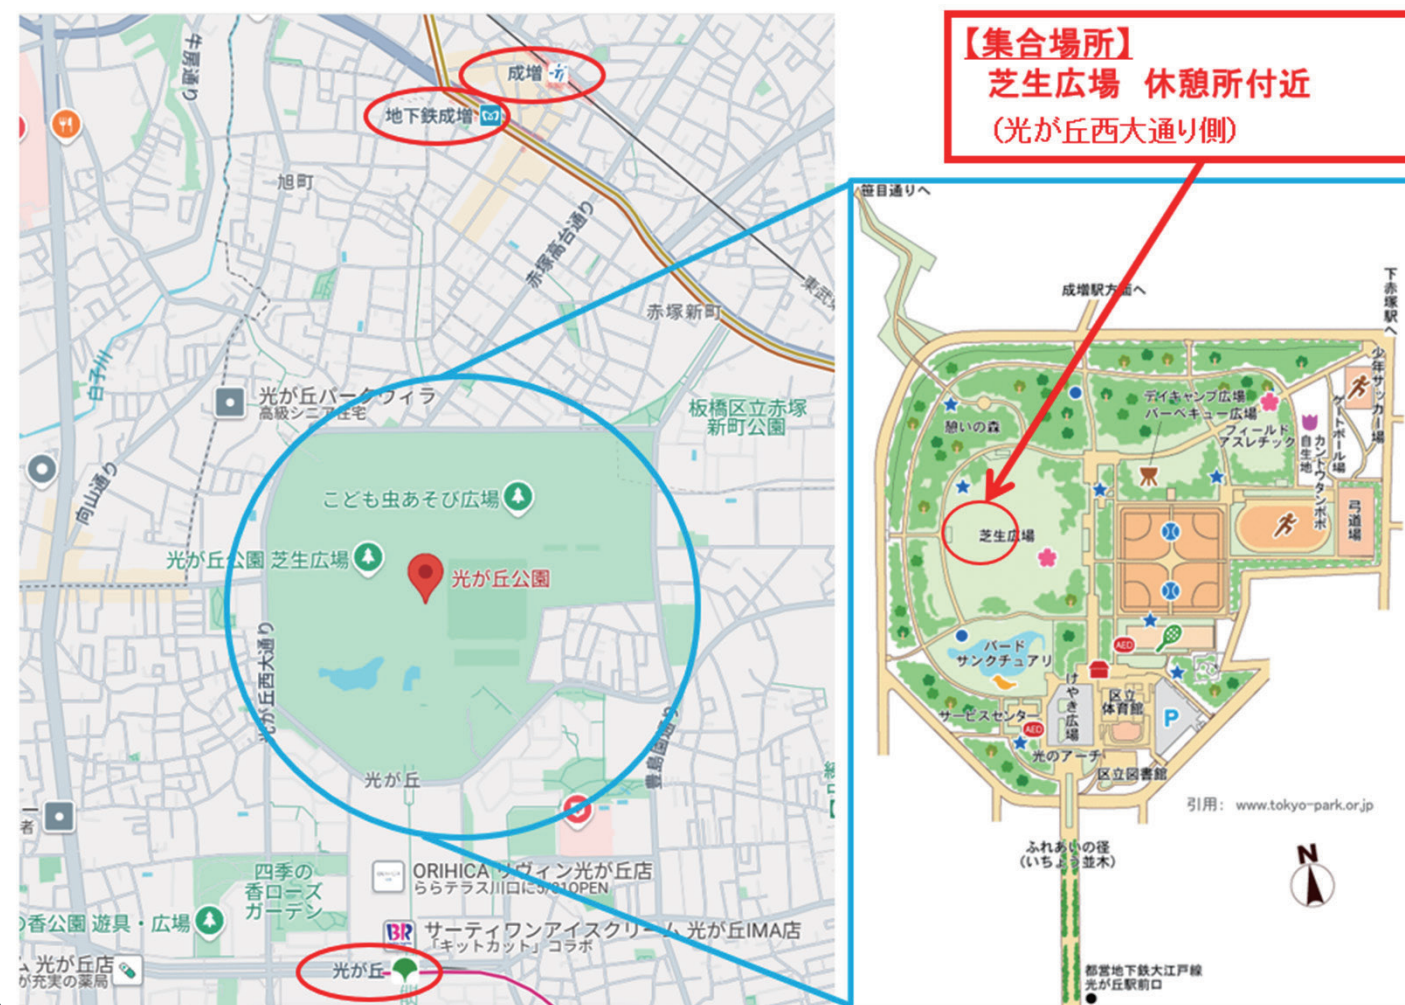 【集合場所】
芝生広場　休憩所付近
（光が丘西大通り側）
牛房通り
成増
地下鉄成増
旭町
赤塚高台通り
赤塚新町
白子川
光が丘パークヴィラ
高級シニア住宅
板橋区立赤塚
新町公園
向山通り
こども虫あそび広場
光が丘公園 芝生広場
光が丘公園
光が丘西大通り
豊島園通り
光が丘
四季の
香ローズ
ガーデン
の香公園 遊具・広場
ORIHICA リヴィン光が丘店
ららテラス川口に5/31OPEN
BR
サーティワンアイスクリーム 光が丘IMA店
「キットカット」コラボ
光が丘
光が丘店
が充実の薬局
者
笹目通りへ
成増駅方面へ
下赤塚駅へ
少年サッカー場
ゲートボール場
カントウタンポポ
自生地
デイキャンプ広場
バーベキュー広場
フィールド
アスレチック
憩いの森
弓道場
芝生広場
バード
サンクチュアリ
AED
けやき広場
区立
体育館
P
サービスセンター
AED
光のアーチ
区立図書館
引用： www.tokyo-park.or.jp
ふれあいの径
（いちょう並木）
N
都営地下鉄大江戸線
光が丘駅前口